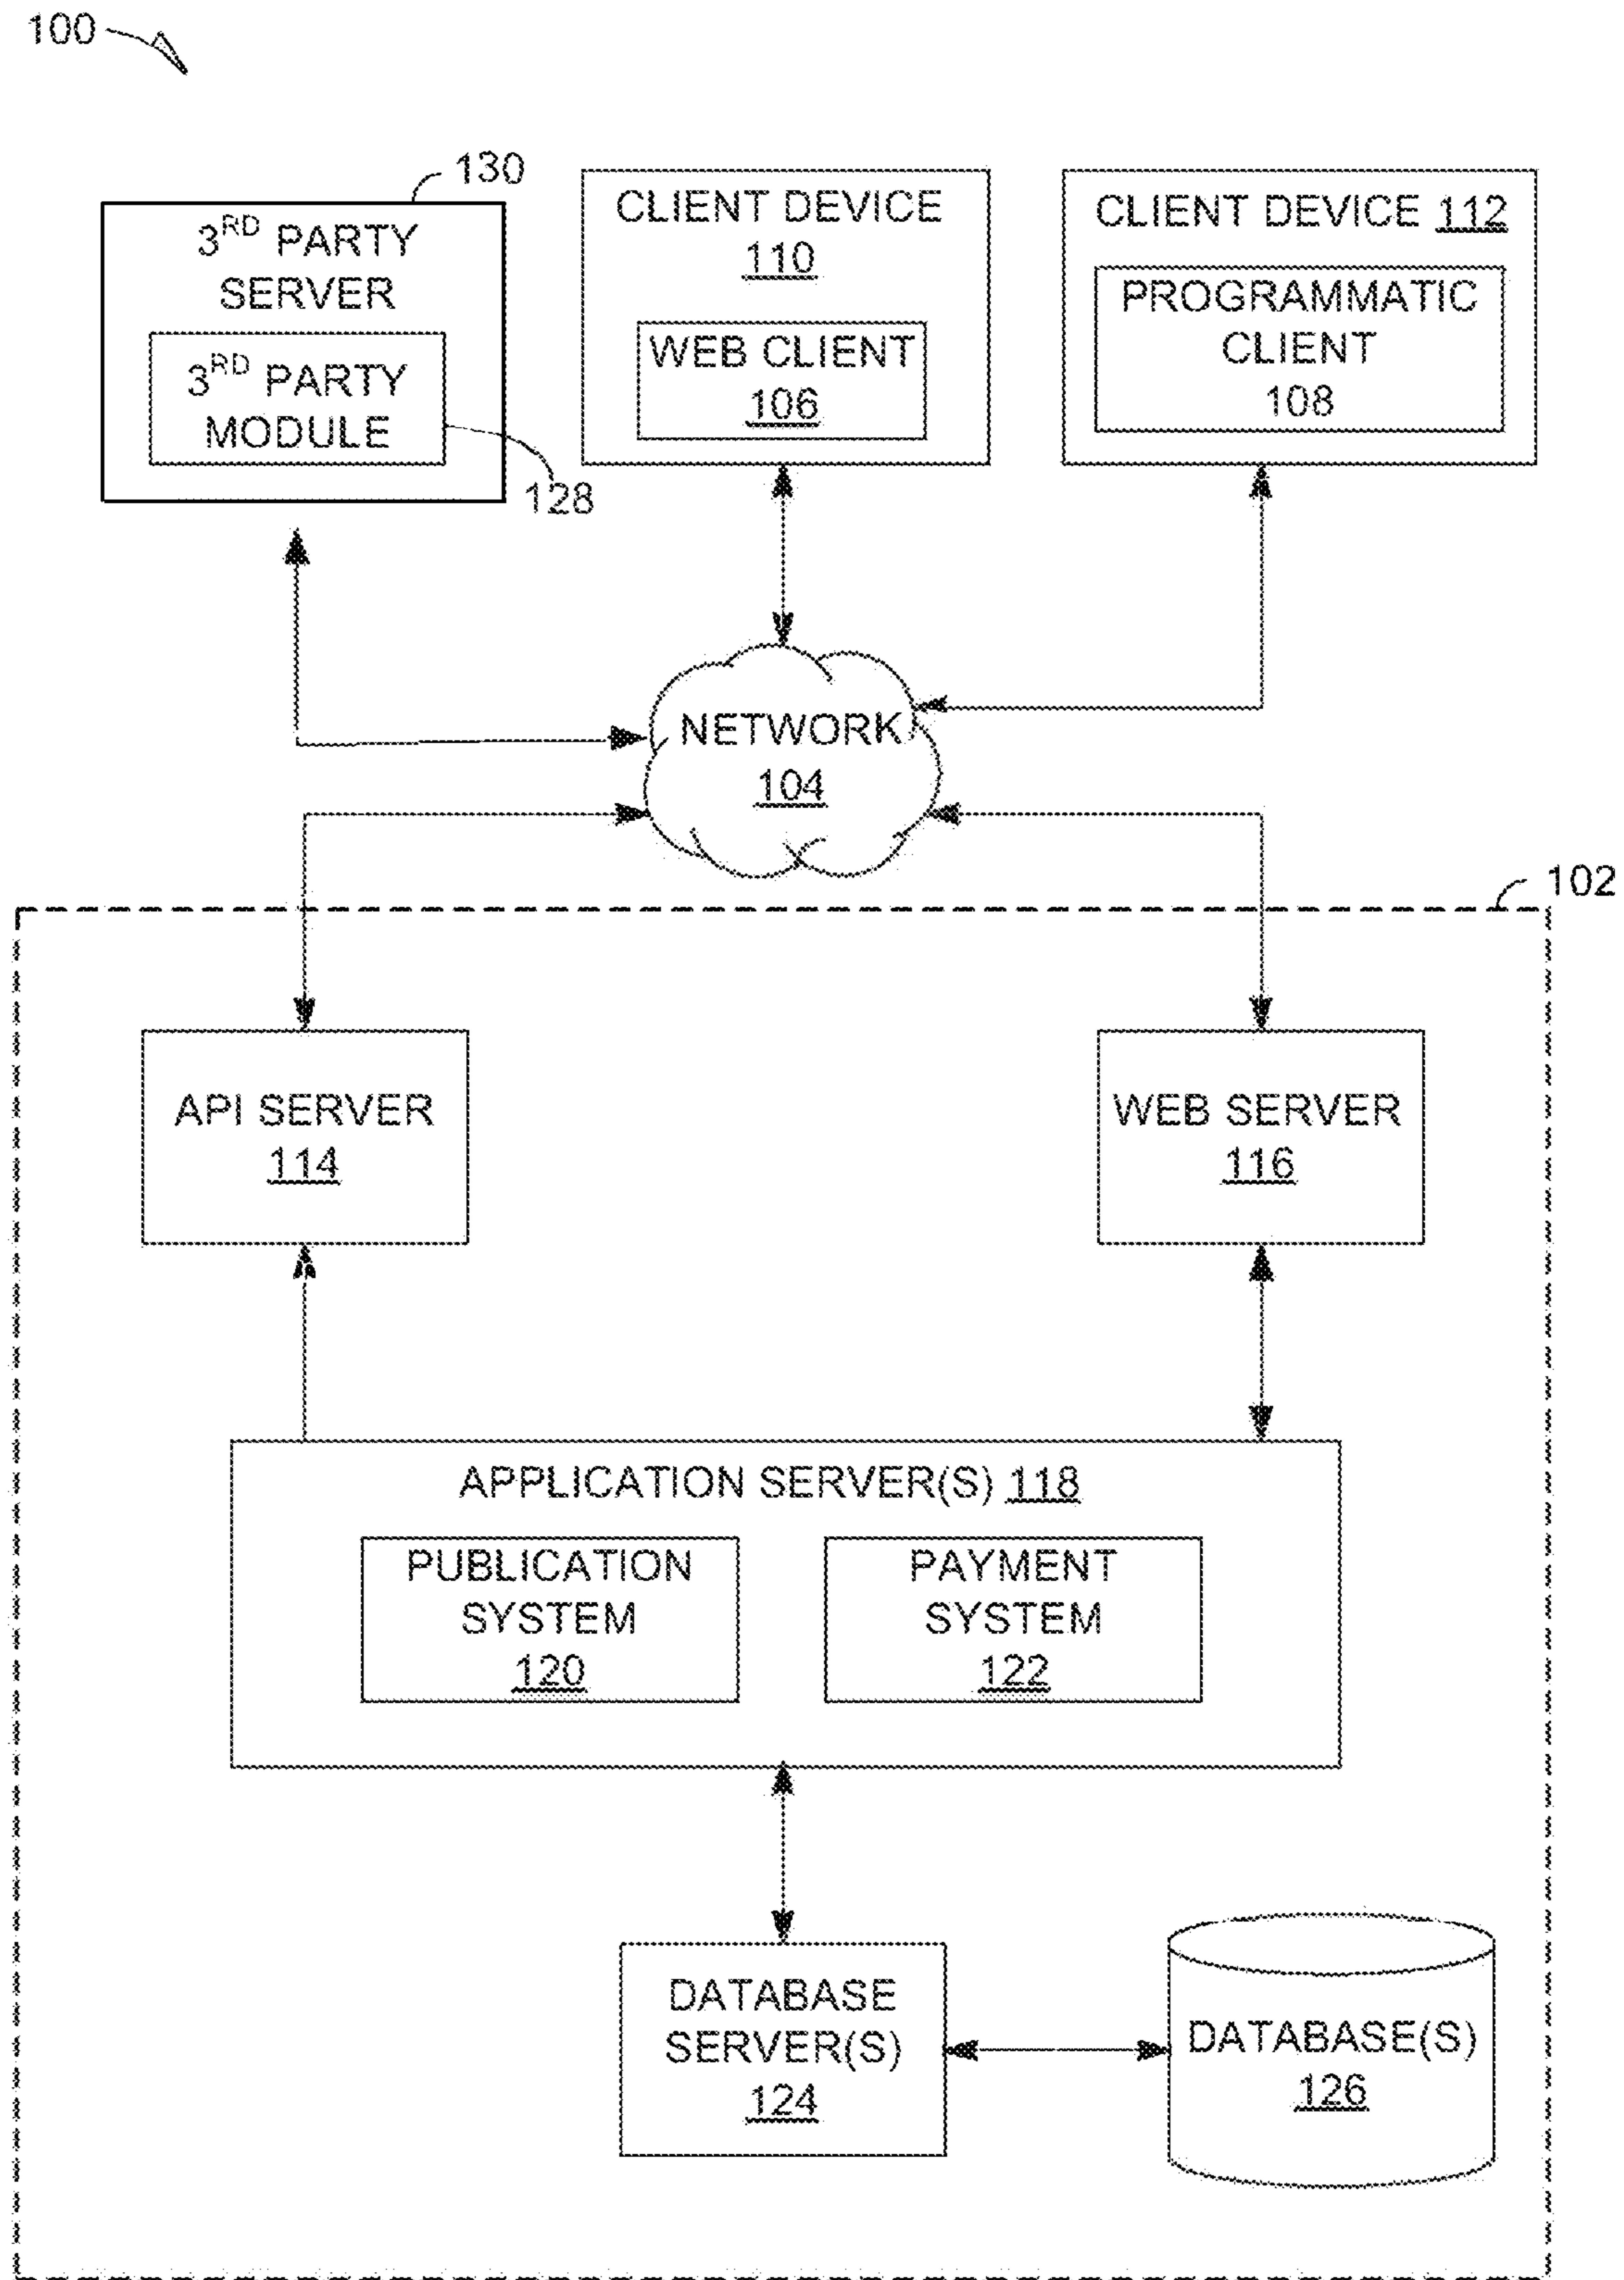 100
130
3RD PARTY
SERVER
3RD PARTY
MODULE
128
CLIENT DEVICE
110
WEB CLIENT
106
CLIENT DEVICE 112
PROGRAMMATIC
CLIENT
108
NETWORK
104
102
API SERVER
114
WEB SERVER
116
APPLICATION SERVER(S) 118
PUBLICATION
SYSTEM
120
PAYMENT
SYSTEM
122
DATABASE
SERVER(S)
124
DATABASE(S)
126